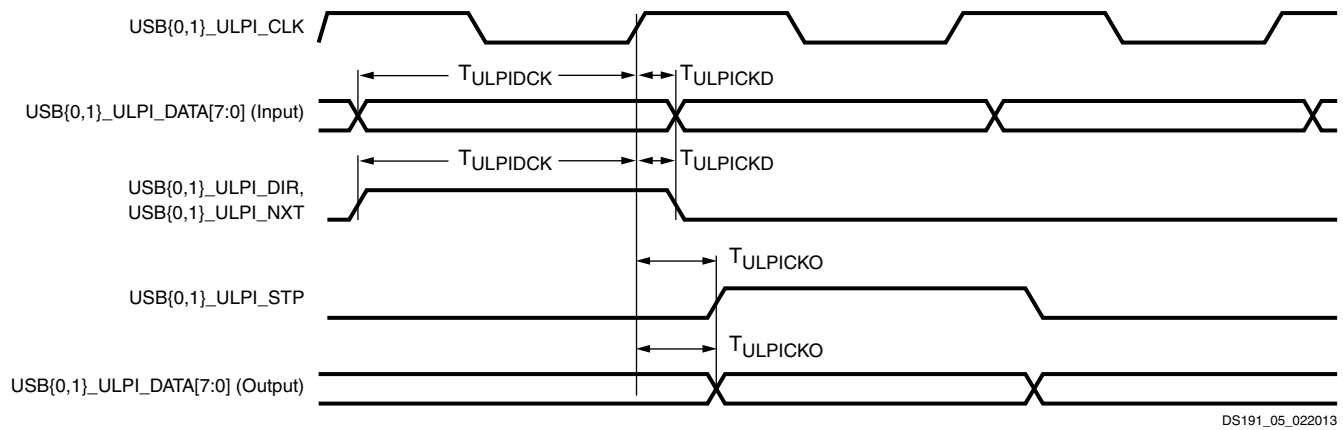 USB{0,1}_ULPI_CLK
TULPIDCK TULPICKD
USB{0,1}_ULPI_DATA[7:0] (Input)
TULPIDCK TULPICKD
USB{0,1}_ULPI_DIR,
USB{0,1}_ULPI_NXT
TULPICKO
USB{0,1}_ULPI_STP
TULPICKO
USB{0,1}_ULPI_DATA[7:0] (Output)
DS191_05_022013